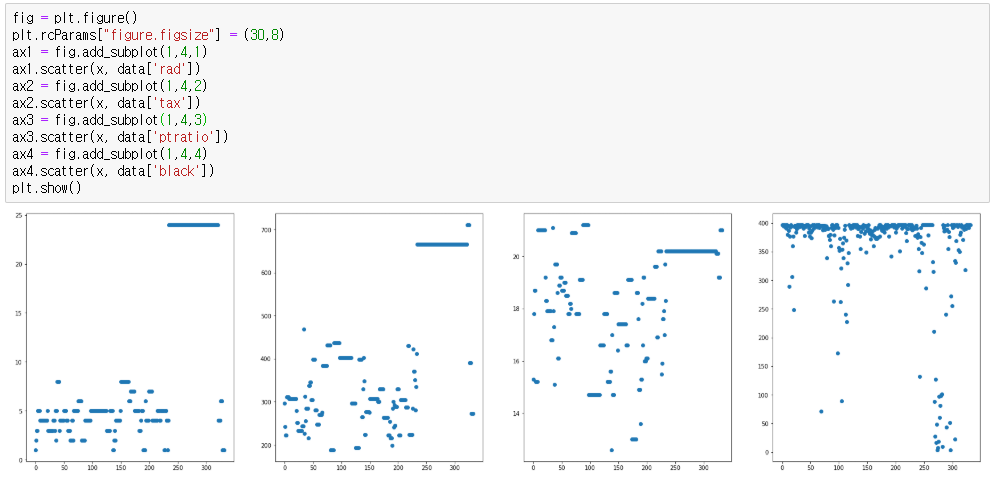 fig = plt.figure()
plt.rcParams["figure.figsize"] = (30,8)
ax1 = fig.add_subplot(1,4,1)
ax1.scatter(x, data['rad'])
ax2 = fig.add_subplot(1,4,2)
ax2.scatter(x, data['tax'])
ax3 = fig.add_subplot(1,4,3)
ax3.scatter(x, data['ptratio'])
ax4 = fig.add_subplot(1,4,4)
ax4.scatter(x, data['black'])
plt.show()
25
20
15
10
5
0
0 50 100 150 200 250 300
700
600
500
400
300
200
0 50 100 150 200 250 300
20
18
16
14
0 50 100 150 200 250 300
400
350
300
250
200
150
100
50
0
0 50 100 150 200 250 300